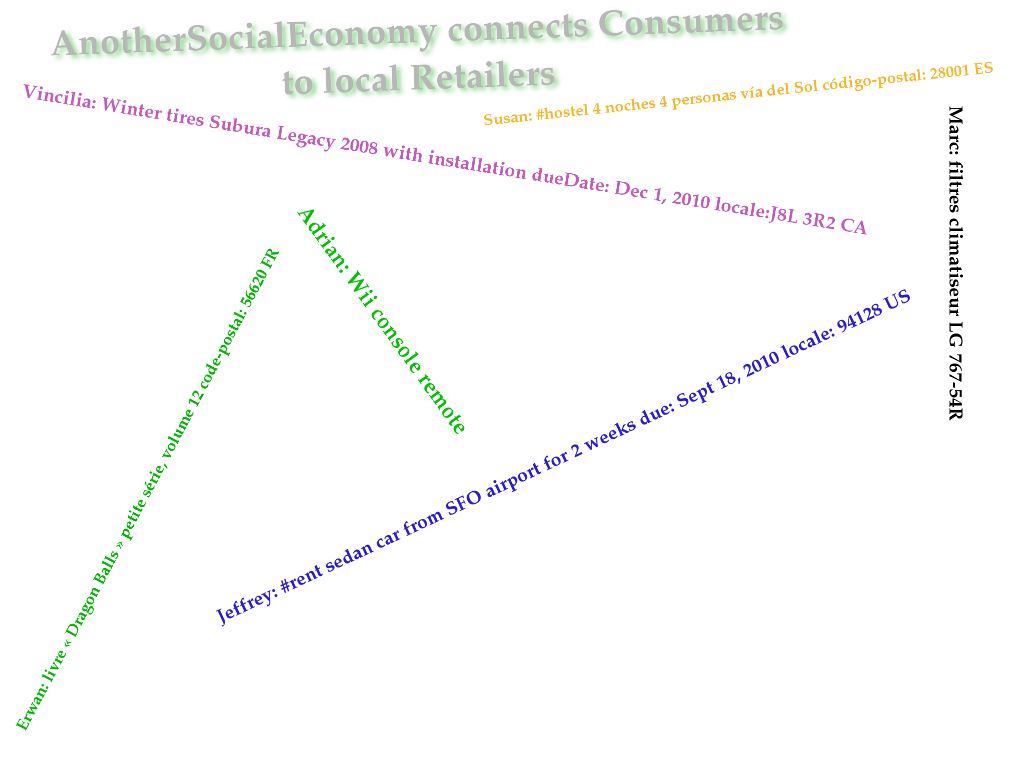 AnotherSocialEconomy connects Consumers
to local Retailers
Susan: #hostel 4 noches 4 personas vía del Sol código-postal: 28001 ES
Vincilia: Winter tires Subura Legacy 2008 with installation dueDate: Dec 1, 2010 locale:J8L 3R2 CA
Marc: filtres climatiseur LG 767-54R
Adrian: Wii console remote
Erwan: livre « Dragon Balls » petite série, volume 12 code-postal: 56620 FR
Jeffrey: #rent sedan car from SFO airport for 2 weeks due: Sept 18, 2010 locale: 94128 US